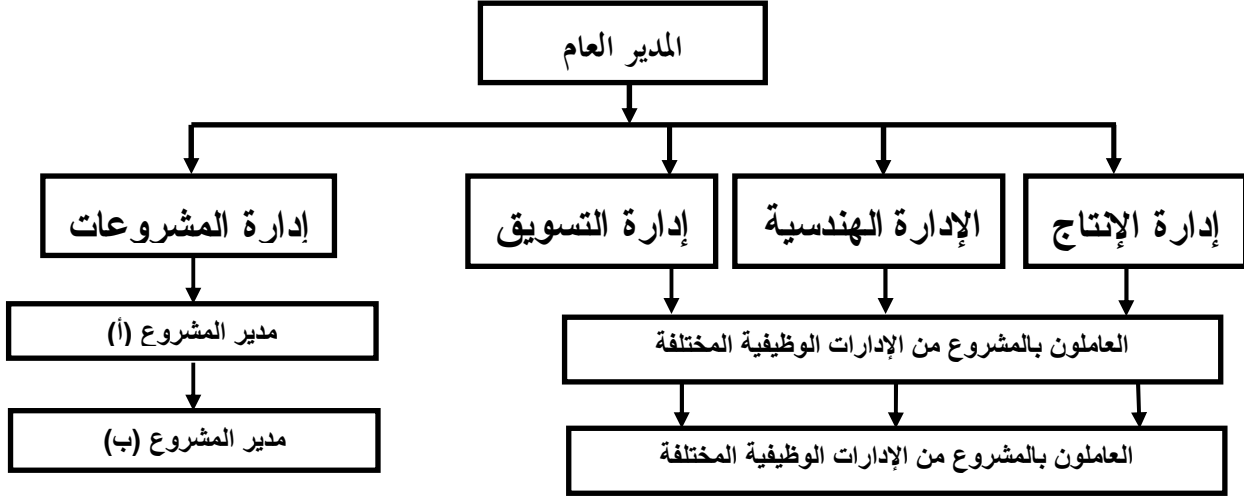 المدير العام
إدارة الإنتاج
الإدارة الهندسية
إدارة التسويق
إدارة المشروعات
العاملون بالمشروع من الإدارات الوظيفية المختلفة
مدير المشروع (أ)
العاملون بالمشروع من الإدارات الوظيفية المختلفة
مدير المشروع (ب)